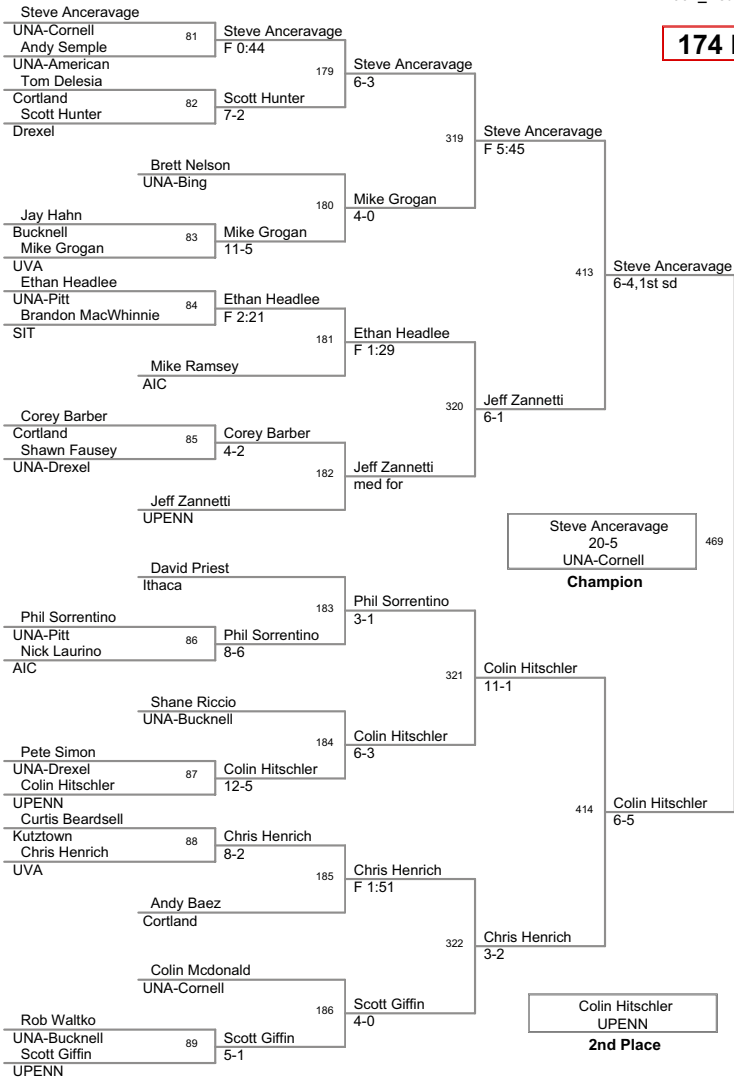 174
Steve Anceravage
UNA-Cornell
81
Andy Semple
UNA-American
Steve Anceravage
F 0:44
179
Tom Delesia
Cortland
82
Scott Hunter
Drexel
Scott Hunter
7-2
Steve Anceravage
6-3
319
Brett Nelson
UNA-Bing
180
Jay Hahn
Bucknell
83
Mike Grogan
UVA
Mike Grogan
11-5
Mike Grogan
4-0
Steve Anceravage
F 5:45
413
Ethan Headlee
UNA-Pitt
84
Brandon MacWhinnie
SIT
Ethan Headlee
F 2:21
181
Mike Ramsey
AIC
Ethan Headlee
F 1:29
320
Corey Barber
Cortland
85
Shawn Fausey
UNA-Drexel
Corey Barber
4-2
182
Jeff Zannetti
UPENN
Jeff Zannetti
med for
Jeff Zannetti
6-1
Steve Anceravage
6-4,1st sd
Steve Anceravage
20-5
UNA-Cornell
469
Champion
David Priest
Ithaca
183
Phil Sorrentino
UNA-Pitt
86
Nick Laurino
AIC
Phil Sorrentino
8-6
Phil Sorrentino
3-1
321
Shane Riccio
UNA-Bucknell
184
Pete Simon
UNA-Drexel
87
Colin Hitschler
UPENN
Colin Hitschler
12-5
Colin Hitschler
6-3
Colin Hitschler
11-1
414
Curtis Beardsell
Kutztown
88
Chris Henrich
UVA
Chris Henrich
8-2
185
Andy Baez
Cortland
Chris Henrich
F 1:51
322
Colin Mcdonald
UNA-Cornell
186
Rob Waltko
UNA-Bucknell
89
Scott Giffin
UPENN
Scott Giffin
5-1
Scott Giffin
4-0
Chris Henrich
3-2
Colin Hitschler
6-5
Colin Hitschler
UPENN
2nd Place